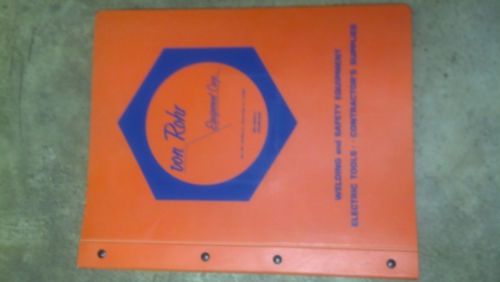 von Rohr
Equipment Corp.
WELDING and SAFETY EQUIPMENT
ELECTRIC TOOLS · CONTRACTOR'S SUPPLIES